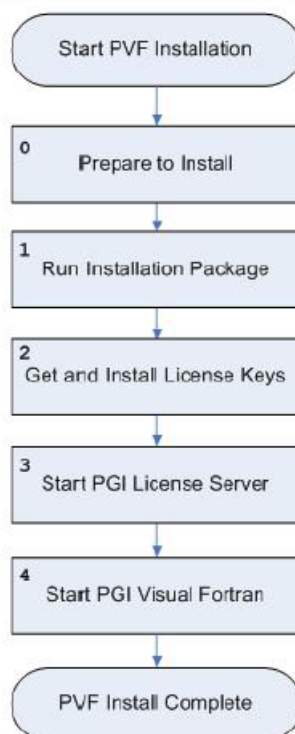 Start PVF Installation
0
Prepare to Install
1
Run Installation Package
2
Get and Install License Keys
3
Start PGI License Server
4
Start PGI Visual Fortran
PVF Install Complete